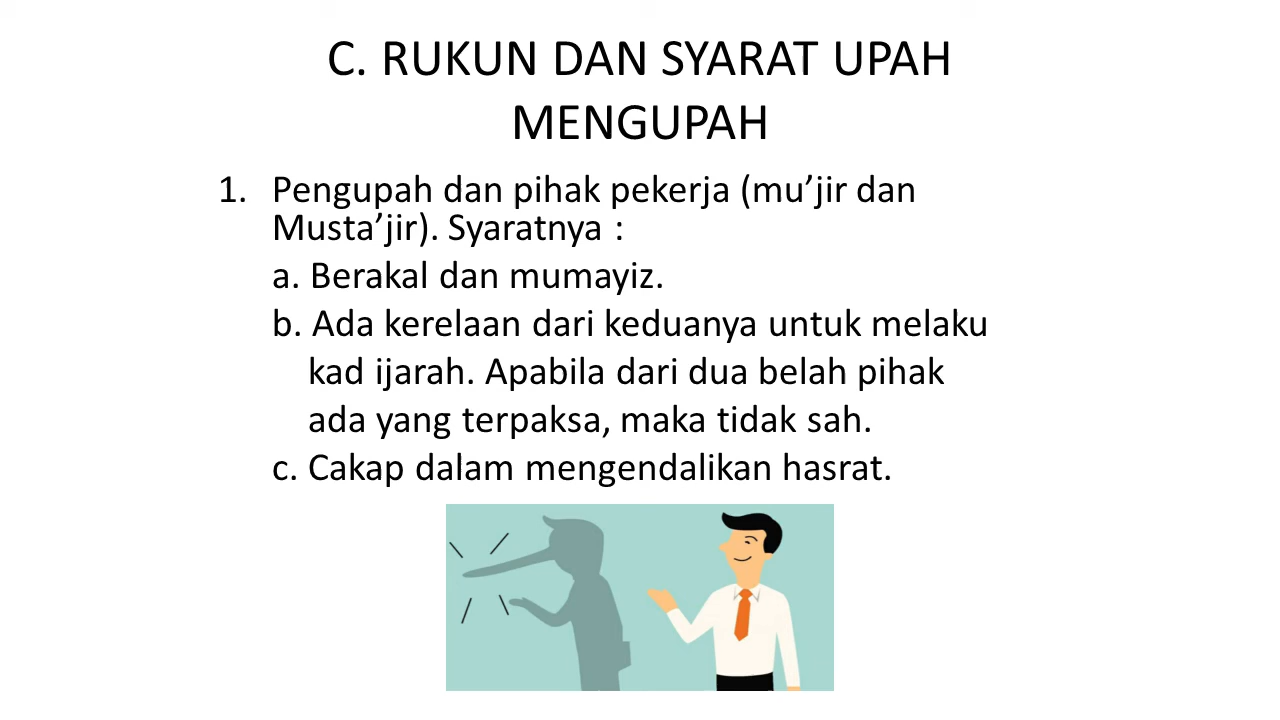 C. RUKUN DAN SYARAT UPAH
MENGUPAH
1. Pengupah dan pihak pekerja (mu’jir dan
Musta’jir). Syaratnya :
a. Berakal dan mumayiz.
b. Ada kerelaan dari keduanya untuk melaku
kad ijarah. Apabila dari dua belah pihak
ada yang terpaksa, maka tidak sah.
c. Cakap dalam mengendalikan hasrat.